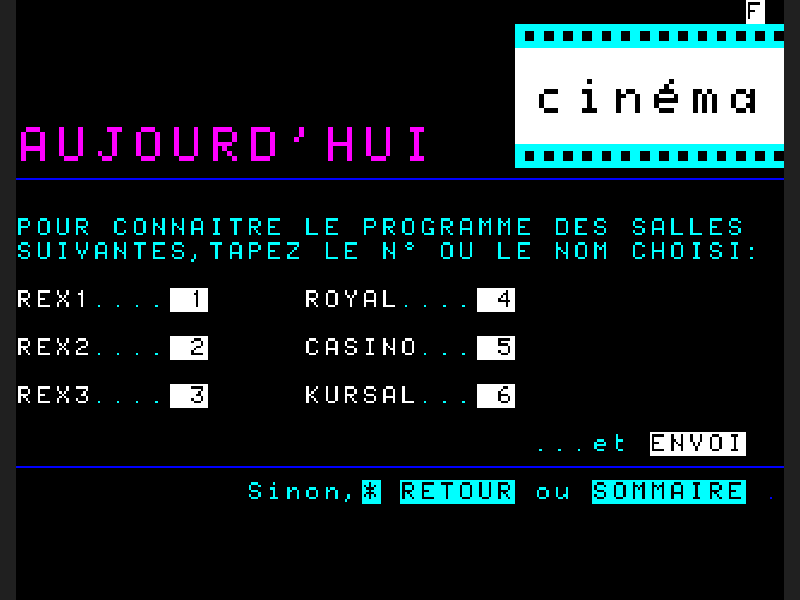 F
cinéma
AUJOURD'HUI
POUR CONNAITRE LE PROGRAMME DES SALLES
SUIVANTES,TAPEZ LE N° OU LE NOM CHOISI:
REX1.... 1 ROYAL.... 4
REX2.... 2 CASINO... 5
REX3.... 3 KURSAL... 6
...et ENVOI
Sinon,* RETOUR ou SOMMAIRE .